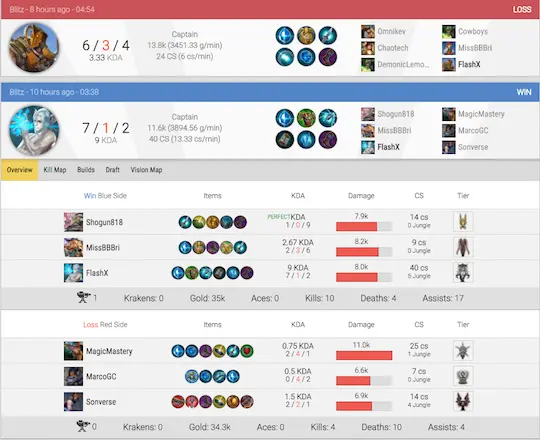 Blitz - 8 hours ago - 04:54 LOSS
6 / 3 / 4
3.33 KDA
Captain
13.8k (3451.33 g/min)
24 CS (6 cs/min)
Omnikev Cowboys
Chaotech MissBBBri
DemonicLemo... FlashX
Blitz - 10 hours ago - 03:38 WIN
7 / 1 / 2
9 KDA
Captain
11.6k (3894.56 g/min)
40 CS (13.33 cs/min)
Shogun818 MagicMastery
MissBBBri MarcoGC
FlashX Sonverse
Overview Kill Map Builds Draft Vision Map
Win Blue Side Items KDA Damage CS Tier
Shogun818 PERFECTKDA 1 / 0 / 9 7.9k 14 cs 0 Jungle
MissBBBri 2.67 KDA 2 / 3 / 6 8.2k 9 cs 0 Jungle
FlashX 9 KDA 7 / 1 / 2 8.0k 40 cs 5 Jungle
1 Krakens: 0 Gold: 35k Aces: 0 Kills: 10 Deaths: 4 Assists: 17
Loss Red Side Items KDA Damage CS Tier
MagicMastery 0.75 KDA 2 / 4 / 1 11.0k 25 cs 1 Jungle
MarcoGC 0.5 KDA 0 / 4 / 2 6.6k 7 cs 0 Jungle
Sonverse 1.5 KDA 2 / 2 / 1 6.9k 14 cs 4 Jungle
0 Krakens: 0 Gold: 34.3k Aces: 0 Kills: 4 Deaths: 10 Assists: 4